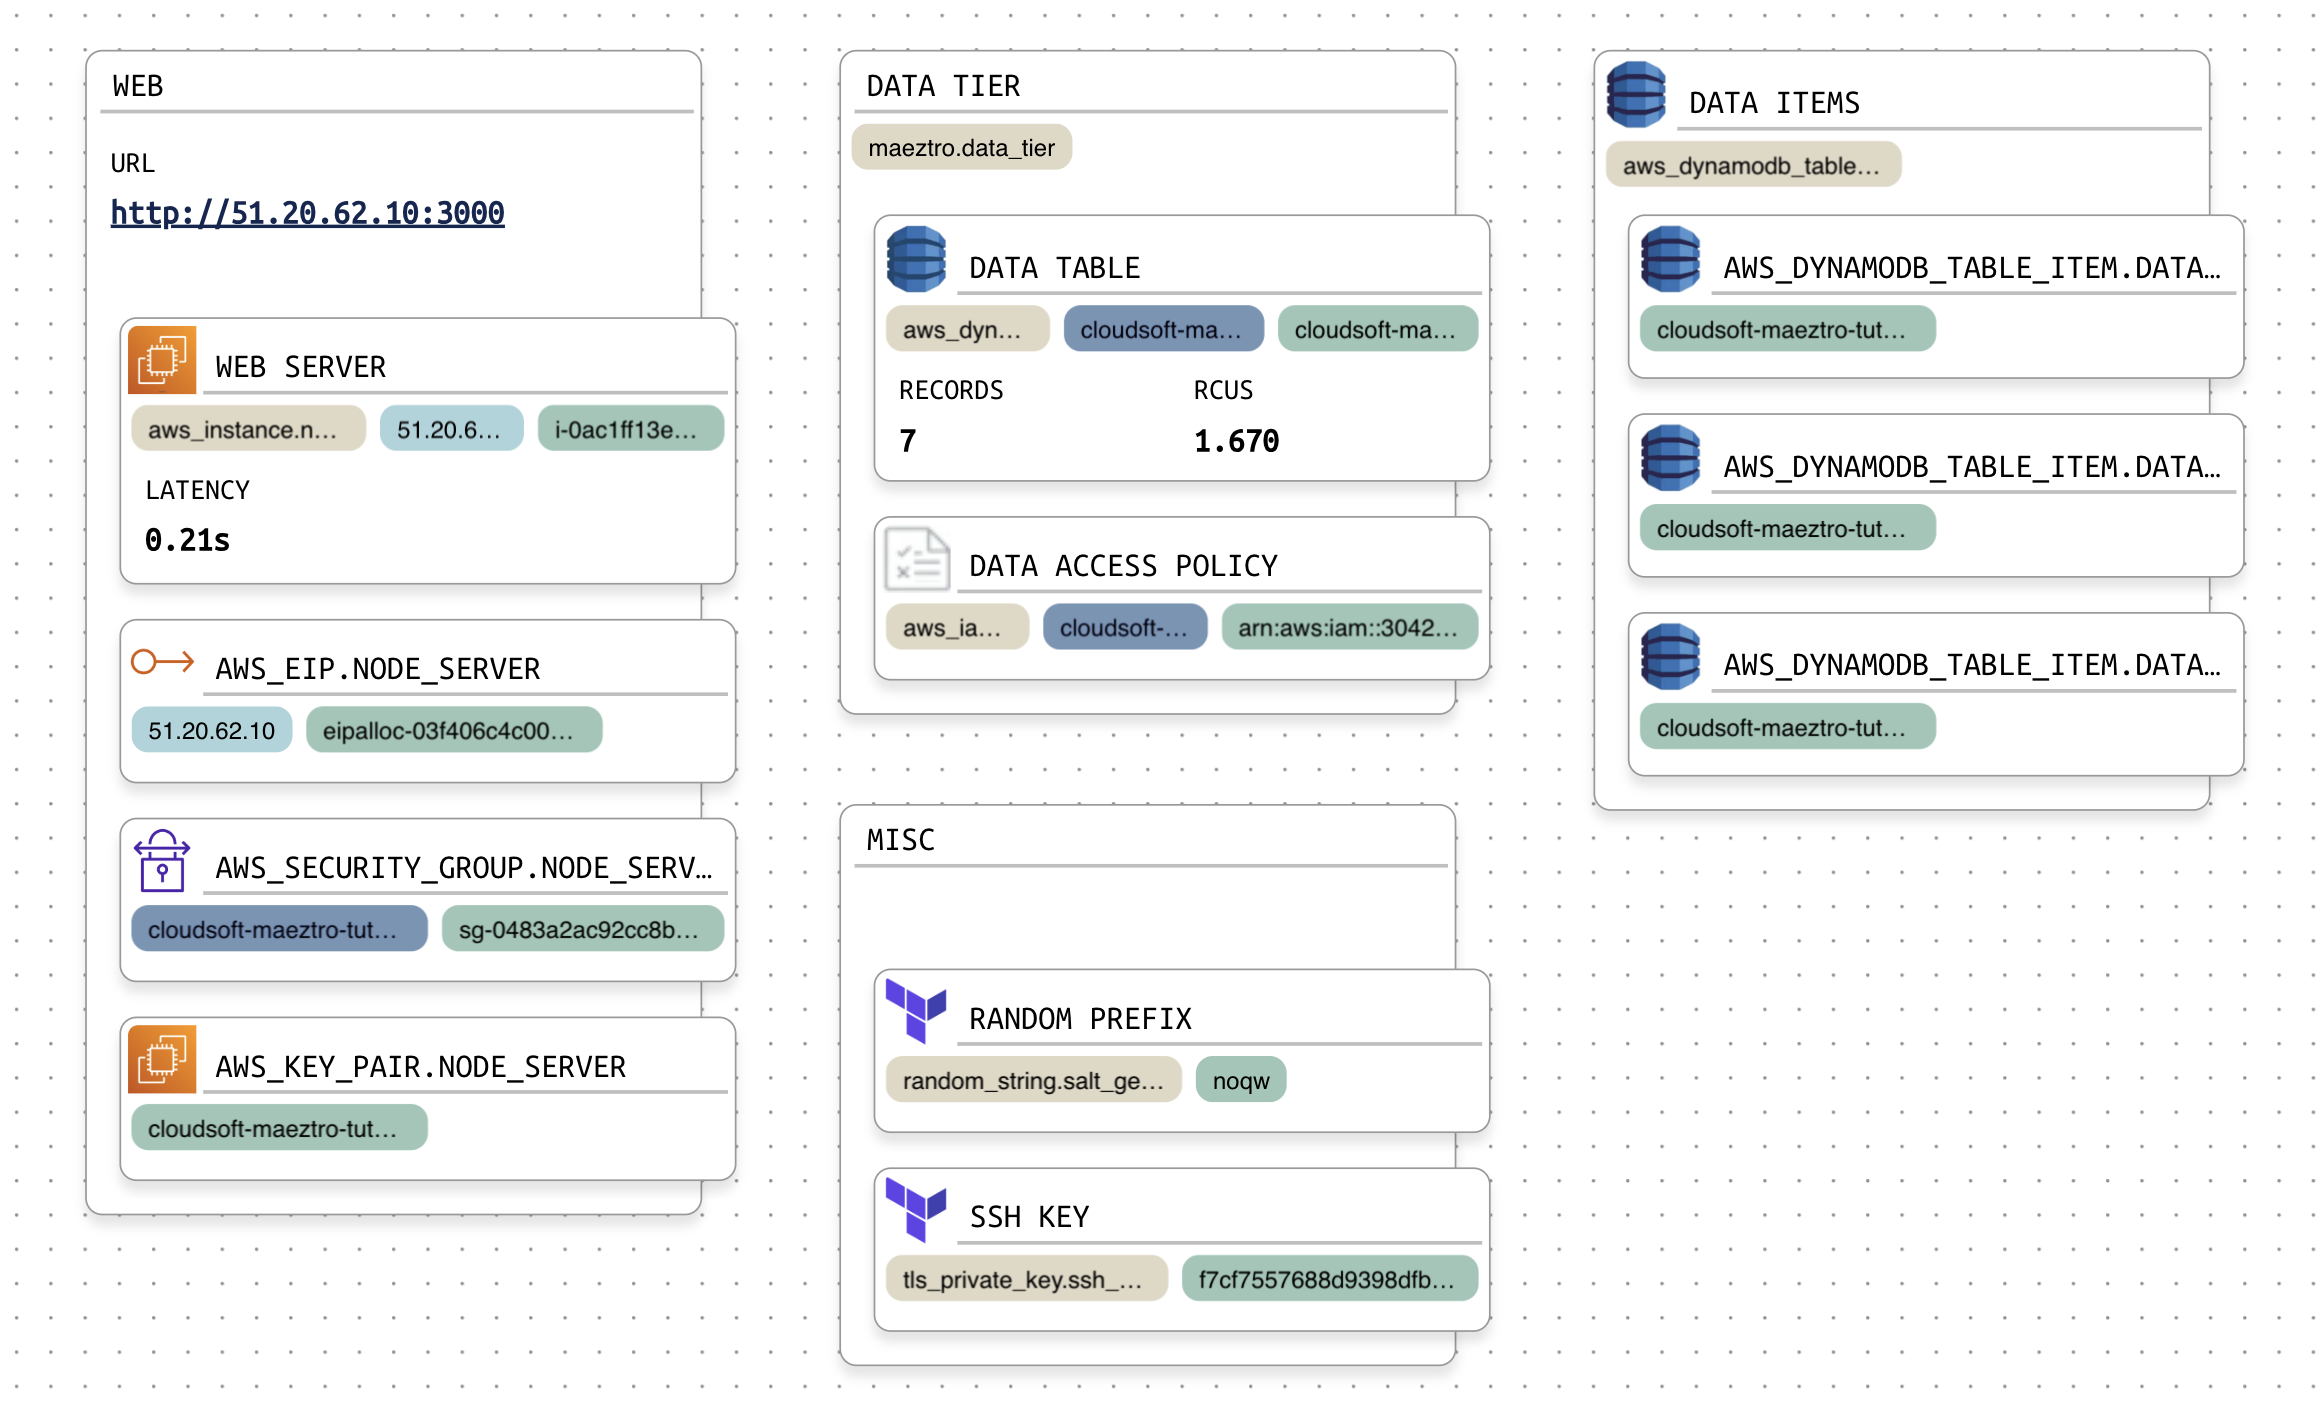 WEB
URL
http://51.20.62.10:3000
WEB SERVER
aws_instance.n... 51.20.6... i-0ac1ff13e...
LATENCY
0.21s
AWS_EIP.NODE_SERVER
51.20.62.10 eipalloc-03f406c4c00...
AWS_SECURITY_GROUP.NODE_SERV...
cloudsoft-maeztro-tut... sg-0483a2ac92cc8b...
AWS_KEY_PAIR.NODE_SERVER
cloudsoft-maeztro-tut...
DATA TIER
maeztro.data_tier
DATA TABLE
aws_dyn... cloudsoft-ma... cloudsoft-ma...
RECORDS RCUS
7 1.670
DATA ACCESS POLICY
aws_ia... cloudsoft-... arn:aws:iam::3042...
MISC
RANDOM PREFIX
random_string.salt_ge... noqw
SSH KEY
tls_private_key.ssh_... f7cf7557688d9398dfb...
DATA ITEMS
aws_dynamodb_table...
AWS_DYNAMODB_TABLE_ITEM.DATA...
cloudsoft-maeztro-tut...
AWS_DYNAMODB_TABLE_ITEM.DATA...
cloudsoft-maeztro-tut...
AWS_DYNAMODB_TABLE_ITEM.DATA...
cloudsoft-maeztro-tut...